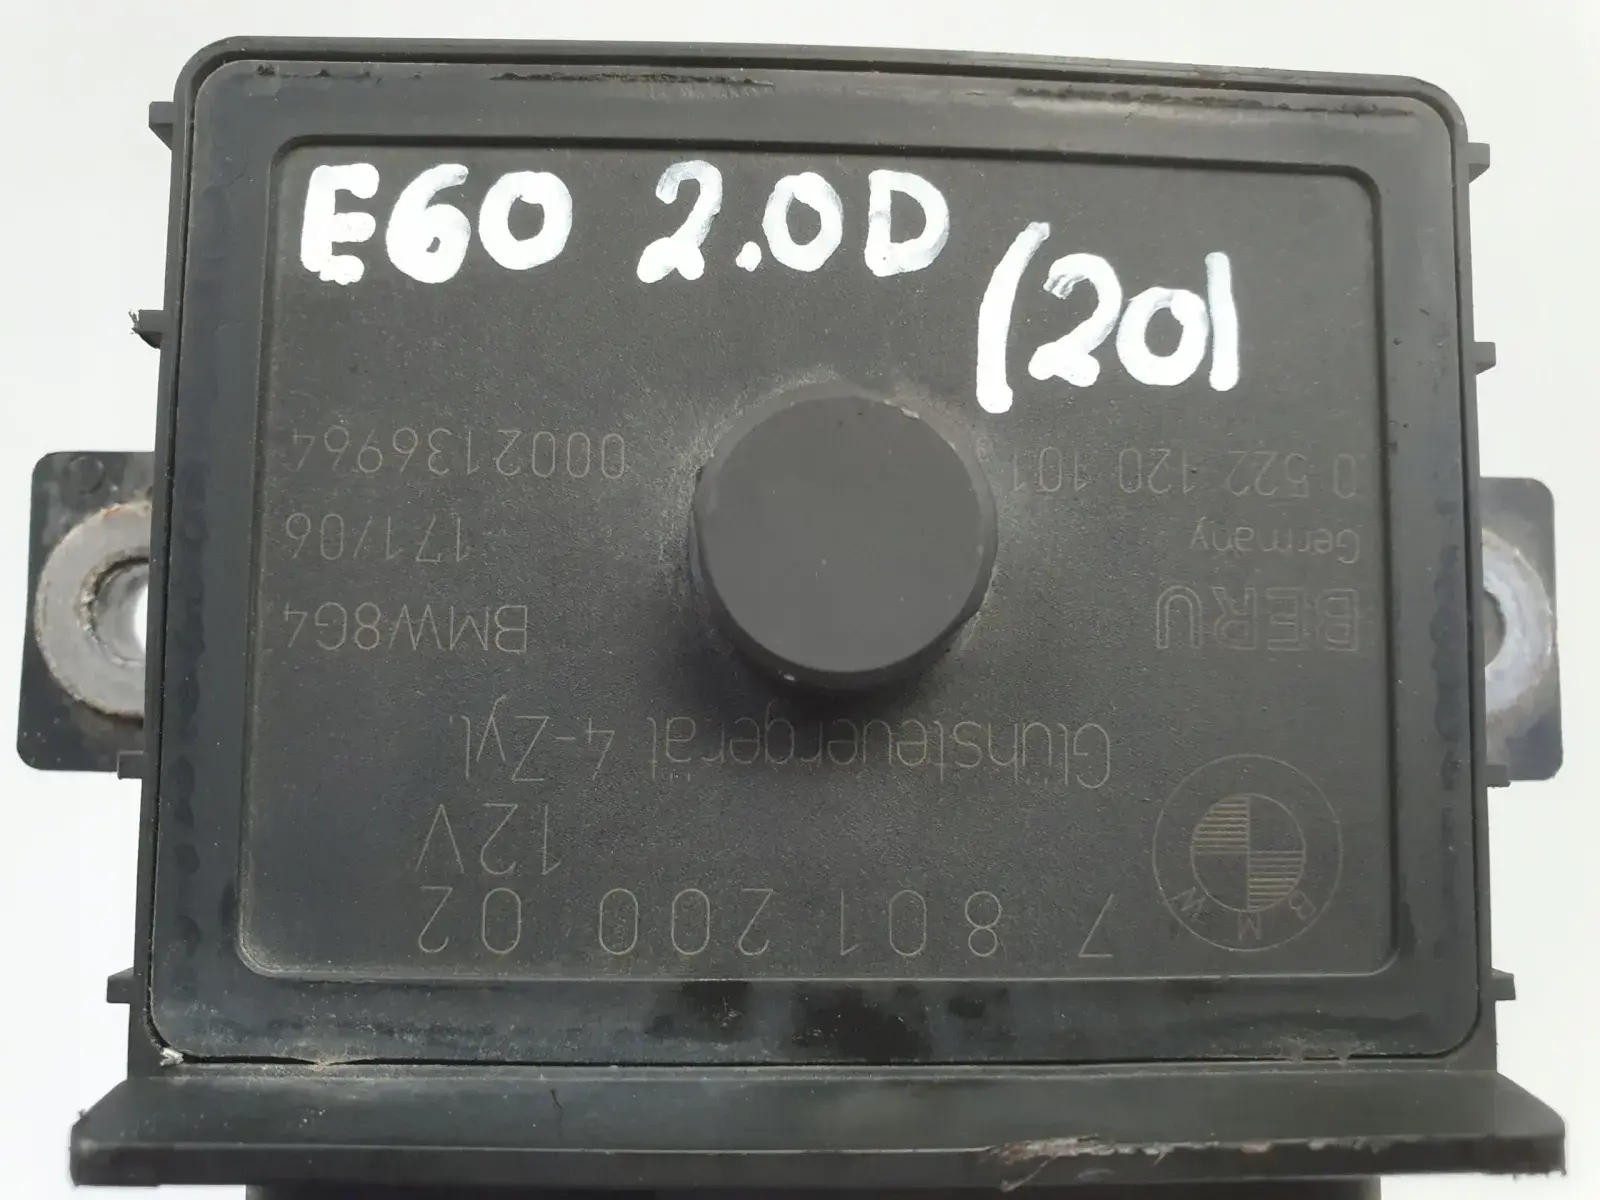 E60 2.0D
(20)
7 801 200 02
12V
Glühsteuergerät 4-Zyl.
BMW
BERU
Germany
0 522 120 101
BMW8G4
171/06
0002136964